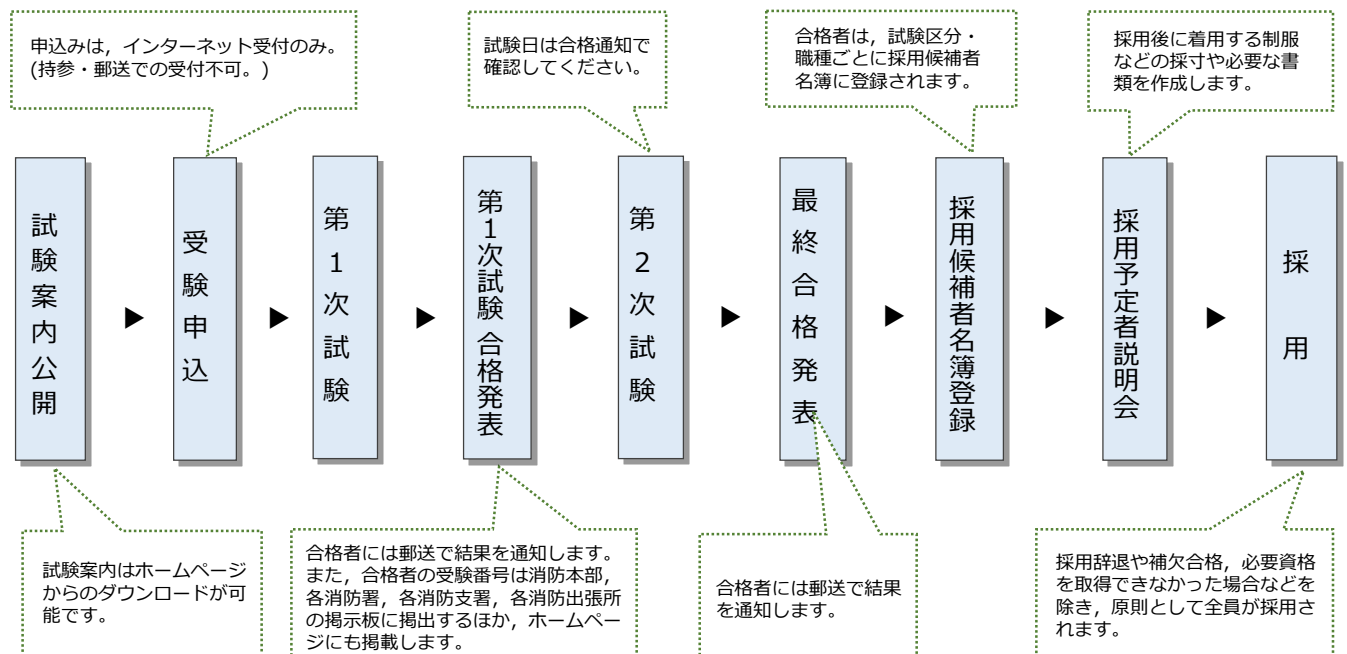 申込みは，インターネット受付のみ。
(持参・郵送での受付不可。)
試験日は合格通知で
確認してください。
合格者は，試験区分・
職種ごとに採用候補者
名簿に登録されます。
採用後に着用する制服
などの採寸や必要な書
類を作成します。
試験案内公開
▶
受験申込
▶
第１次試験
▶
第１次試験 合格発表
▶
第２次試験
▶
最終合格発表
▶
採用候補者名簿登録
▶
採用予定者説明会
▶
採用
試験案内はホームページ
からのダウンロードが可
能です。
合格者には郵送で結果を通知します。
また，合格者の受験番号は消防本部，
各消防署，各消防支署，各消防出張所
の掲示板に掲出するほか，ホームペー
ジにも掲載します。
合格者には郵送で結果
を通知します。
採用辞退や補欠合格，必要資格
を取得できなかった場合などを
除き，原則として全員が採用さ
れます。